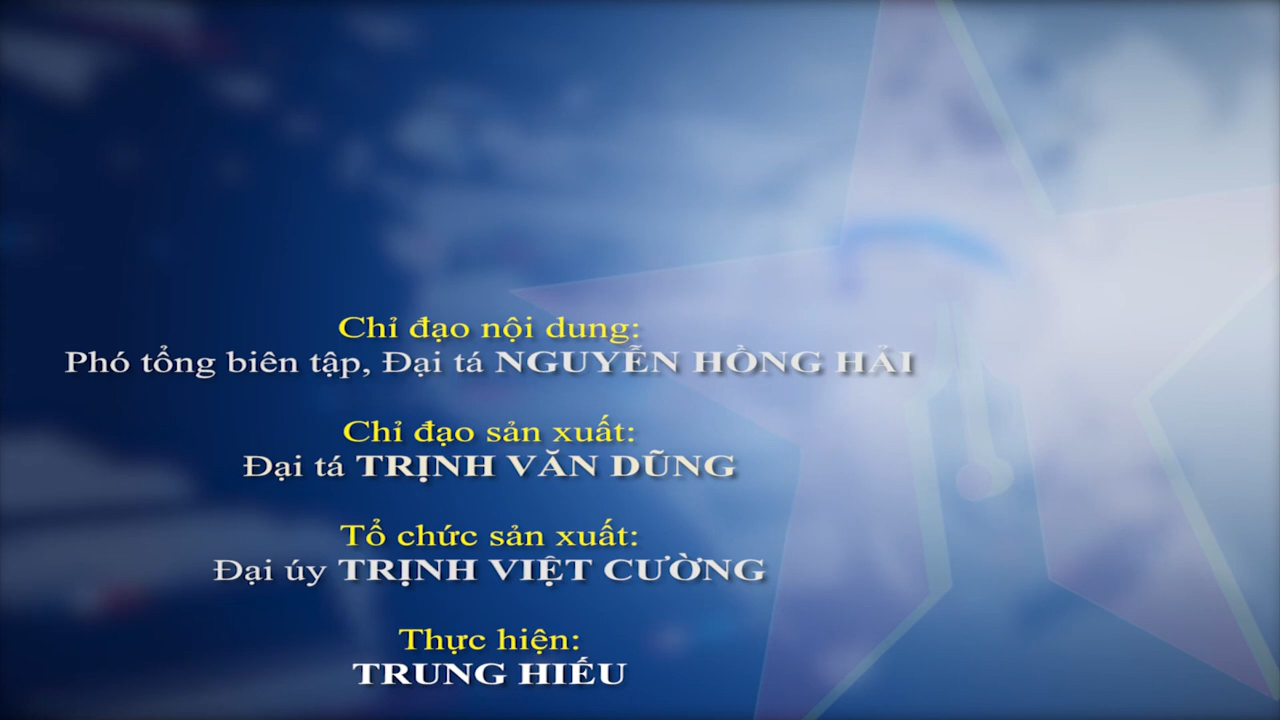 Chỉ đạo nội dung:
Phó tổng biên tập, Đại tá NGUYỄN HỒNG HẢI
Chỉ đạo sản xuất:
Đại tá TRỊNH VĂN DŨNG
Tổ chức sản xuất:
Đại úy TRỊNH VIỆT CƯỜNG
Thực hiện:
TRUNG HIẾU